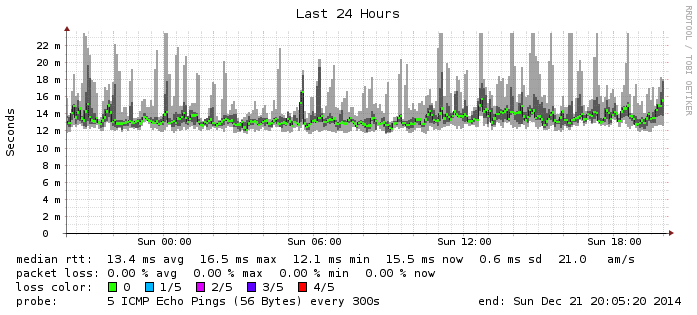 Last 24 Hours
RRDTOOL / TOBI OETIKER
Seconds
22 m
20 m
18 m
16 m
14 m
12 m
10 m
8 m
6 m
4 m
2 m
0
Sun 00:00 Sun 06:00 Sun 12:00 Sun 18:00
median rtt: 13.4 ms avg 16.5 ms max 12.1 ms min 15.5 ms now 0.6 ms sd 21.0 am/s
packet loss: 0.00 % avg 0.00 % max 0.00 % min 0.00 % now
loss color: 0 1/5 2/5 3/5 4/5
probe: 5 ICMP Echo Pings (56 Bytes) every 300s end: Sun Dec 21 20:05:20 2014